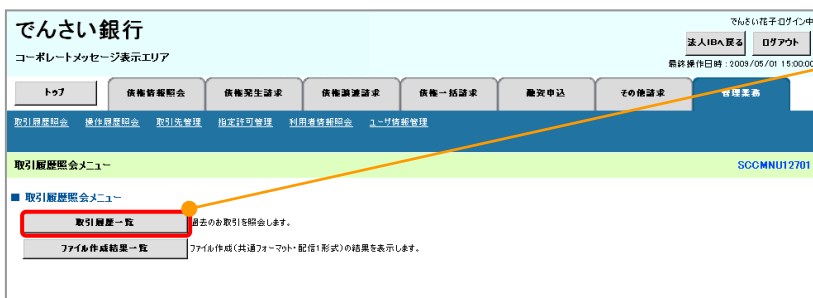 でんさい銀行
でんさい花子ログイン中
法人IBへ戻る ログアウト
コーポレートメッセージ表示エリア
最終操作日時:2009/05/01 15:00:00
トップ 債権情報照会 債権発生請求 債権譲渡請求 債権一括請求 融資申込 その他請求 管理業務
取引履歴照会 操作履歴照会 取引先管理 指定許可管理 利用者情報照会 ユーザ情報管理
取引履歴照会メニュー SCCMNU12701
■ 取引履歴照会メニュー
取引履歴一覧 過去のお取引を照会します。
ファイル作成結果一覧 ファイル作成(共通フォーマット・配信1形式)の結果を表示します。